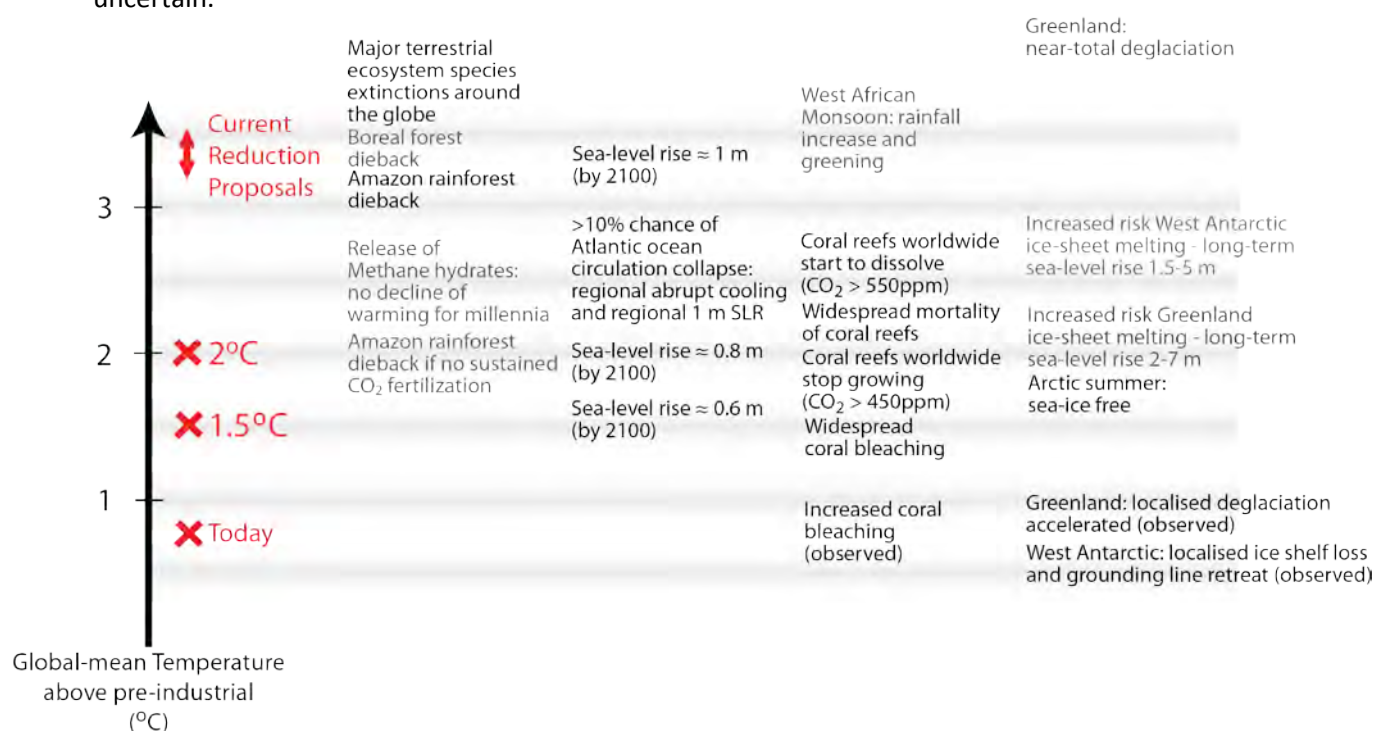 uncertain.
Greenland:
near-total deglaciation
Major terrestrial
ecosystem species
extinctions around
the globe
Boreal forest
dieback
Amazon rainforest
dieback
Current
Reduction
Proposals
Sea-level rise ≈ 1 m
(by 2100)
West African
Monsoon: rainfall
increase and
greening
3
Release of
Methane hydrates:
no decline of
warming for millennia
>10% chance of
Atlantic ocean
circulation collapse:
regional abrupt cooling
and regional 1 m SLR
Coral reefs worldwide
start to dissolve
(CO₂ > 550ppm)
Widespread mortality
of coral reefs
Increased risk West Antarctic
ice-sheet melting - long-term
sea-level rise 1.5-5 m
Increased risk Greenland
ice-sheet melting - long-term
sea-level rise 2-7 m
2
2ºC
Amazon rainforest
dieback if no sustained
CO₂ fertilization
Sea-level rise ≈ 0.8 m
(by 2100)
Coral reefs worldwide
stop growing
(CO₂ > 450ppm)
Arctic summer:
sea-ice free
1.5ºC
Sea-level rise ≈ 0.6 m
(by 2100)
Widespread
coral bleaching
1
Today
Increased coral
bleaching
(observed)
Greenland: localised deglaciation
accelerated (observed)
West Antarctic: localised ice shelf loss
and grounding line retreat (observed)
Global-mean Temperature
above pre-industrial
(ºC)